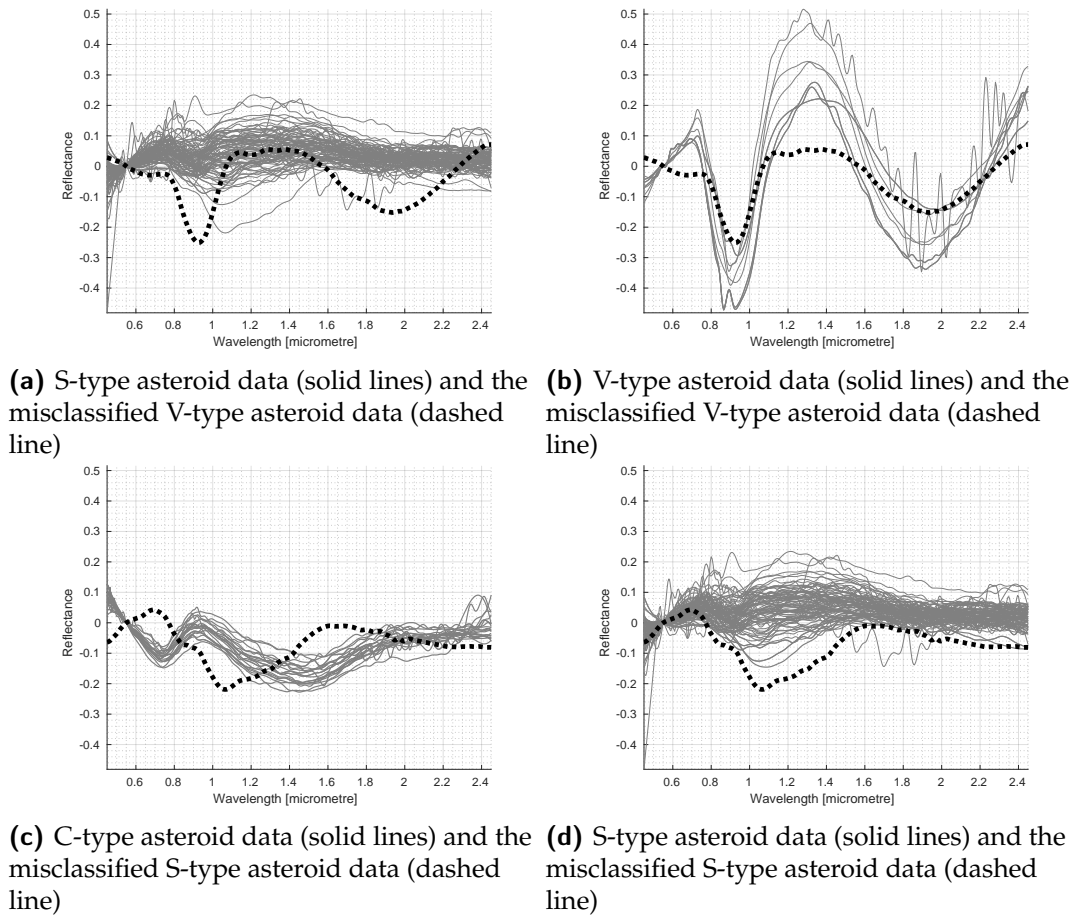 0.5
0.4
0.3
0.2
0.1
0
-0.1
-0.2
-0.3
-0.4
Reflectance
0.6 0.8 1 1.2 1.4 1.6 1.8 2 2.2 2.4
Wavelength [micrometre]
(a) S-type asteroid data (solid lines) and the
misclassified V-type asteroid data (dashed
line)
0.5
0.4
0.3
0.2
0.1
0
-0.1
-0.2
-0.3
-0.4
Reflectance
0.6 0.8 1 1.2 1.4 1.6 1.8 2 2.2 2.4
Wavelength [micrometre]
(b) V-type asteroid data (solid lines) and the
misclassified V-type asteroid data (dashed
line)
0.5
0.4
0.3
0.2
0.1
0
-0.1
-0.2
-0.3
-0.4
Reflectance
0.6 0.8 1 1.2 1.4 1.6 1.8 2 2.2 2.4
Wavelength [micrometre]
(c) C-type asteroid data (solid lines) and the
misclassified S-type asteroid data (dashed
line)
0.5
0.4
0.3
0.2
0.1
0
-0.1
-0.2
-0.3
-0.4
Reflectance
0.6 0.8 1 1.2 1.4 1.6 1.8 2 2.2 2.4
Wavelength [micrometre]
(d) S-type asteroid data (solid lines) and the
misclassified S-type asteroid data (dashed
line)